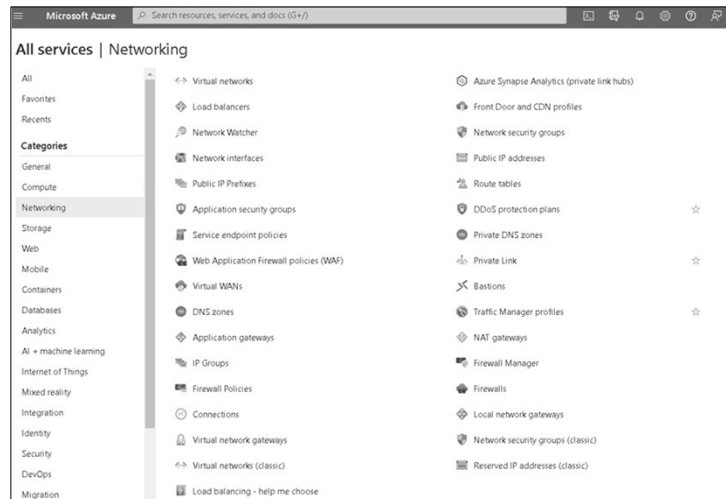 Microsoft Azure
Search resources, services, and docs (G+/)
All services | Networking
All
Favorites
Recents
Categories
General
Compute
Networking
Storage
Web
Mobile
Containers
Databases
Analytics
AI + machine learning
Internet of Things
Mixed reality
Integration
Identity
Security
DevOps
Migration
Virtual networks
Load balancers
Network Watcher
Network interfaces
Public IP Prefixes
Application security groups
Service endpoint policies
Web Application Firewall policies (WAF)
Virtual WANs
DNS zones
Application gateways
IP Groups
Firewall Policies
Connections
Virtual network gateways
Virtual networks (classic)
Load balancing - help me choose
Azure Synapse Analytics (private link hubs)
Front Door and CDN profiles
Network security groups
Public IP addresses
Route tables
DDoS protection plans
Private DNS zones
Private Link
Bastions
Traffic Manager profiles
NAT gateways
Firewall Manager
Firewalls
Local network gateways
Network security groups (classic)
Reserved IP addresses (classic)